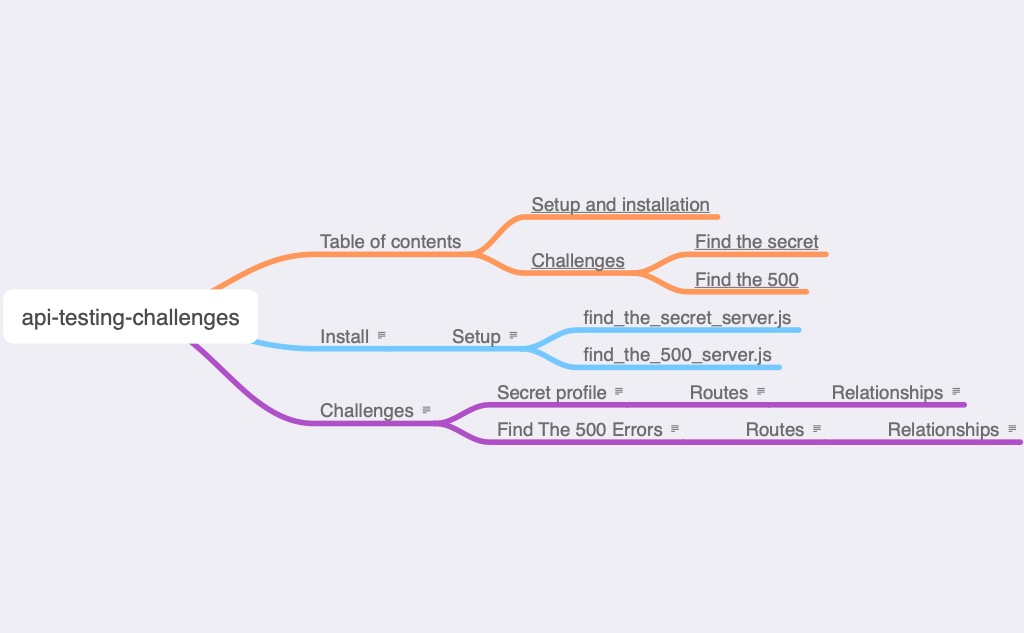 Setup and installation
Table of contents
Find the secret
Challenges
Find the 500
api-testing-challenges
find_the_secret_server.js
Install Setup
find_the_500_server.js
Secret profile Routes Relationships
Challenges
Find The 500 Errors Routes Relationships